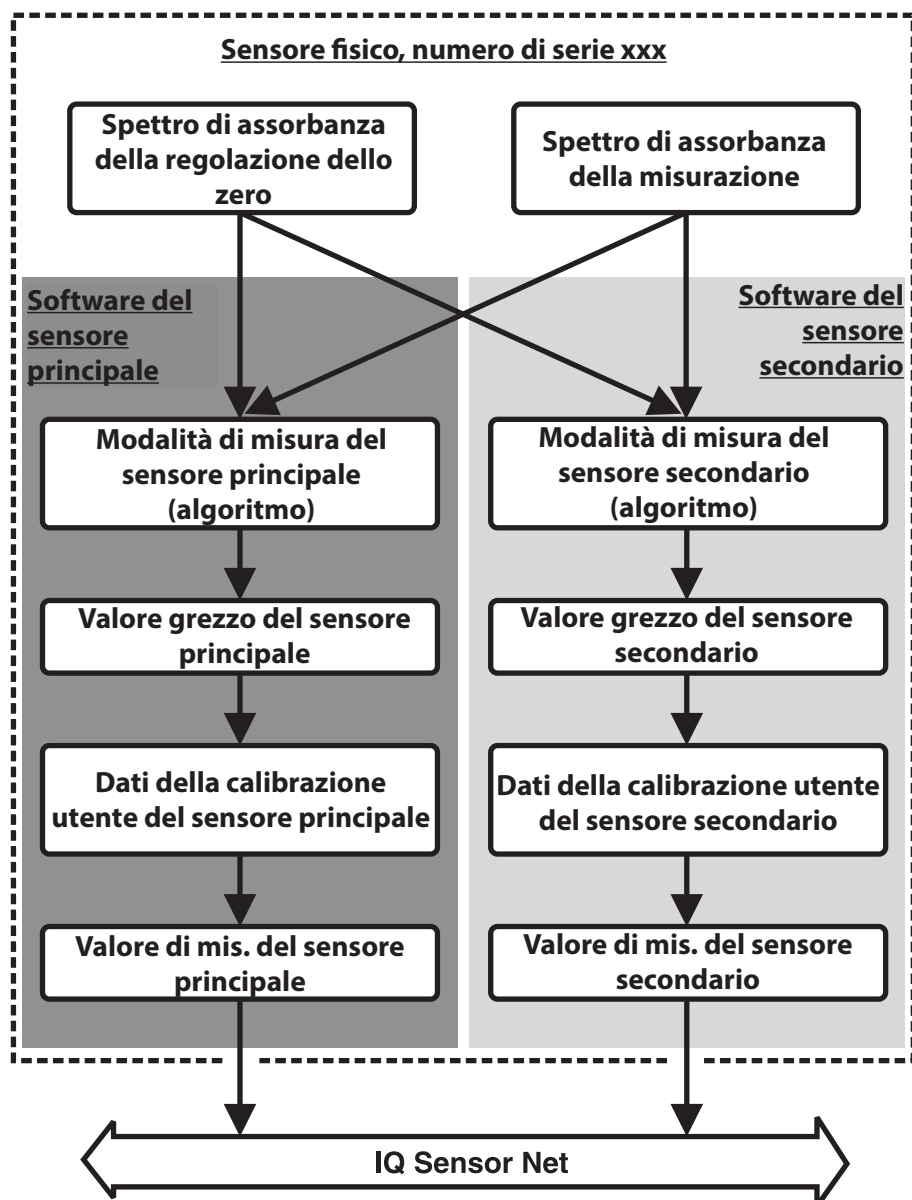 Sensore fisico, numero di serie xxx
Spettro di assorbanza
della regolazione dello
zero
Spettro di assorbanza
della misurazione
Software del
sensore
principale
Software del
sensore
secondario
Modalità di misura del
sensore principale
(algoritmo)
Modalità di misura del
sensore secondario
(algoritmo)
Valore grezzo del sensore
principale
Valore grezzo del sensore
secondario
Dati della calibrazione
utente del sensore principale
Dati della calibrazione utente
del sensore secondario
Valore di mis. del sensore
principale
Valore di mis. del sensore
secondario
IQ Sensor Net